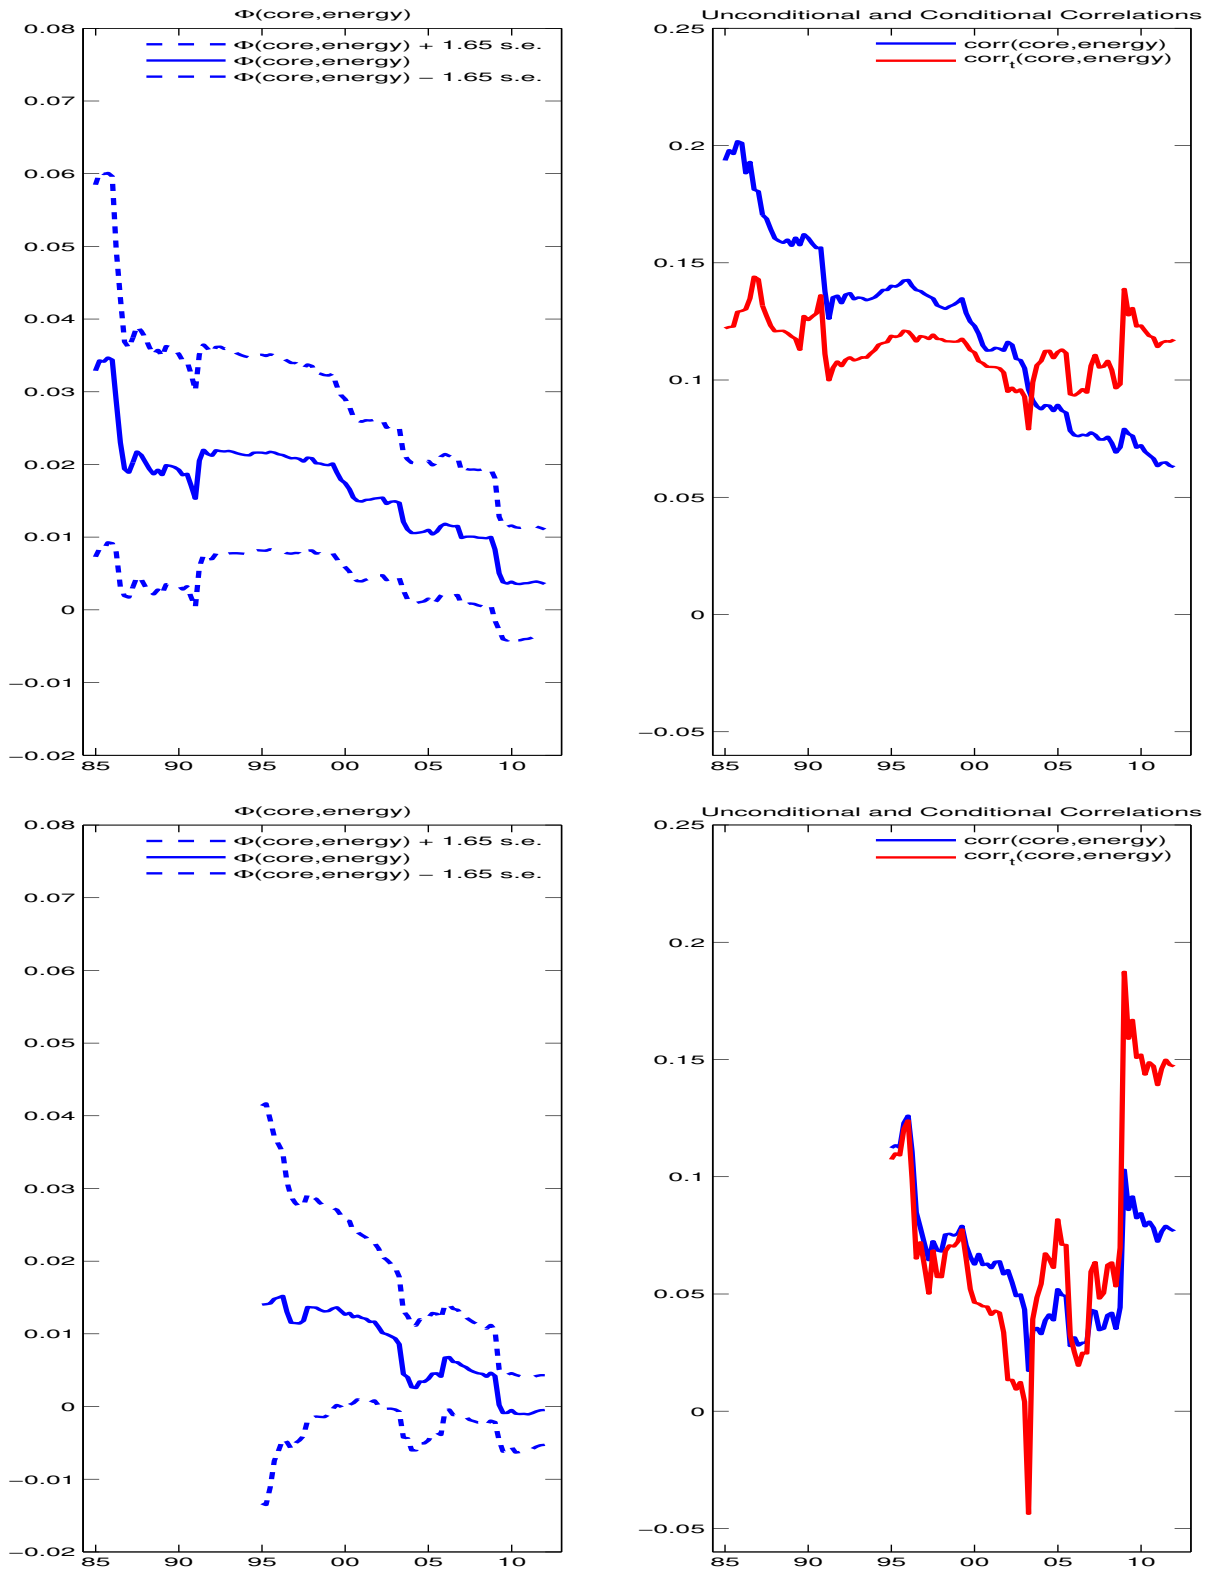 Φ(core,energy)
0.08
0.07
0.06
0.05
0.04
0.03
0.02
0.01
0
−0.01
−0.02
85 90 95 00 05 10
Φ(core,energy) + 1.65 s.e.
Φ(core,energy)
Φ(core,energy) − 1.65 s.e.
Unconditional and Conditional Correlations
0.25
0.2
0.15
0.1
0.05
0
−0.05
85 90 95 00 05 10
corr(core,energy)
corrt(core,energy)
Φ(core,energy)
0.08
0.07
0.06
0.05
0.04
0.03
0.02
0.01
0
−0.01
−0.02
85 90 95 00 05 10
Φ(core,energy) + 1.65 s.e.
Φ(core,energy)
Φ(core,energy) − 1.65 s.e.
Unconditional and Conditional Correlations
0.25
0.2
0.15
0.1
0.05
0
−0.05
85 90 95 00 05 10
corr(core,energy)
corrt(core,energy)